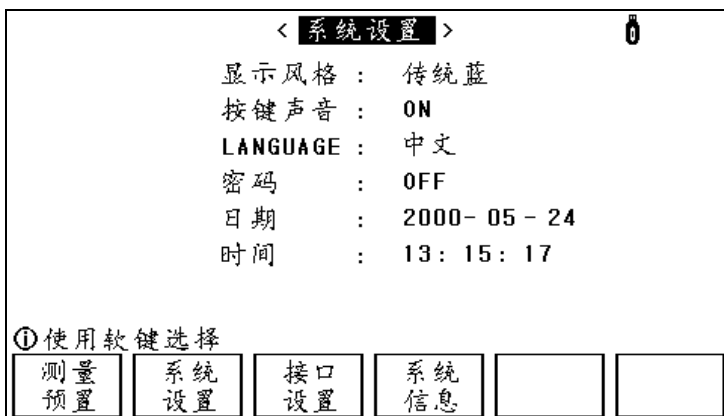 < 系统设置 >
显示风格 : 传统蓝
按键声音 : ON
LANGUAGE : 中文
密码 : OFF
日期 : 2000- 05 - 24
时间 : 13: 15: 17
ⓘ使用软键选择
测量预置 系统设置 接口设置 系统信息